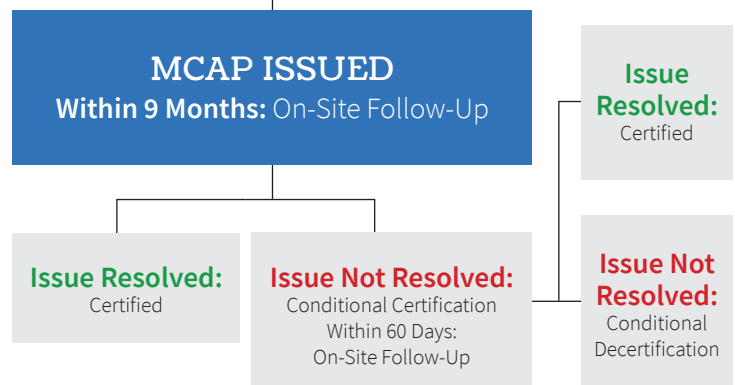 MCAP ISSUED
Within 9 Months: On-Site Follow-Up
Issue Resolved:
Certified
Issue Not Resolved:
Conditional Certification
Within 60 Days:
On-Site Follow-Up
Issue
Resolved:
Certified
Issue Not
Resolved:
Conditional
Decertification